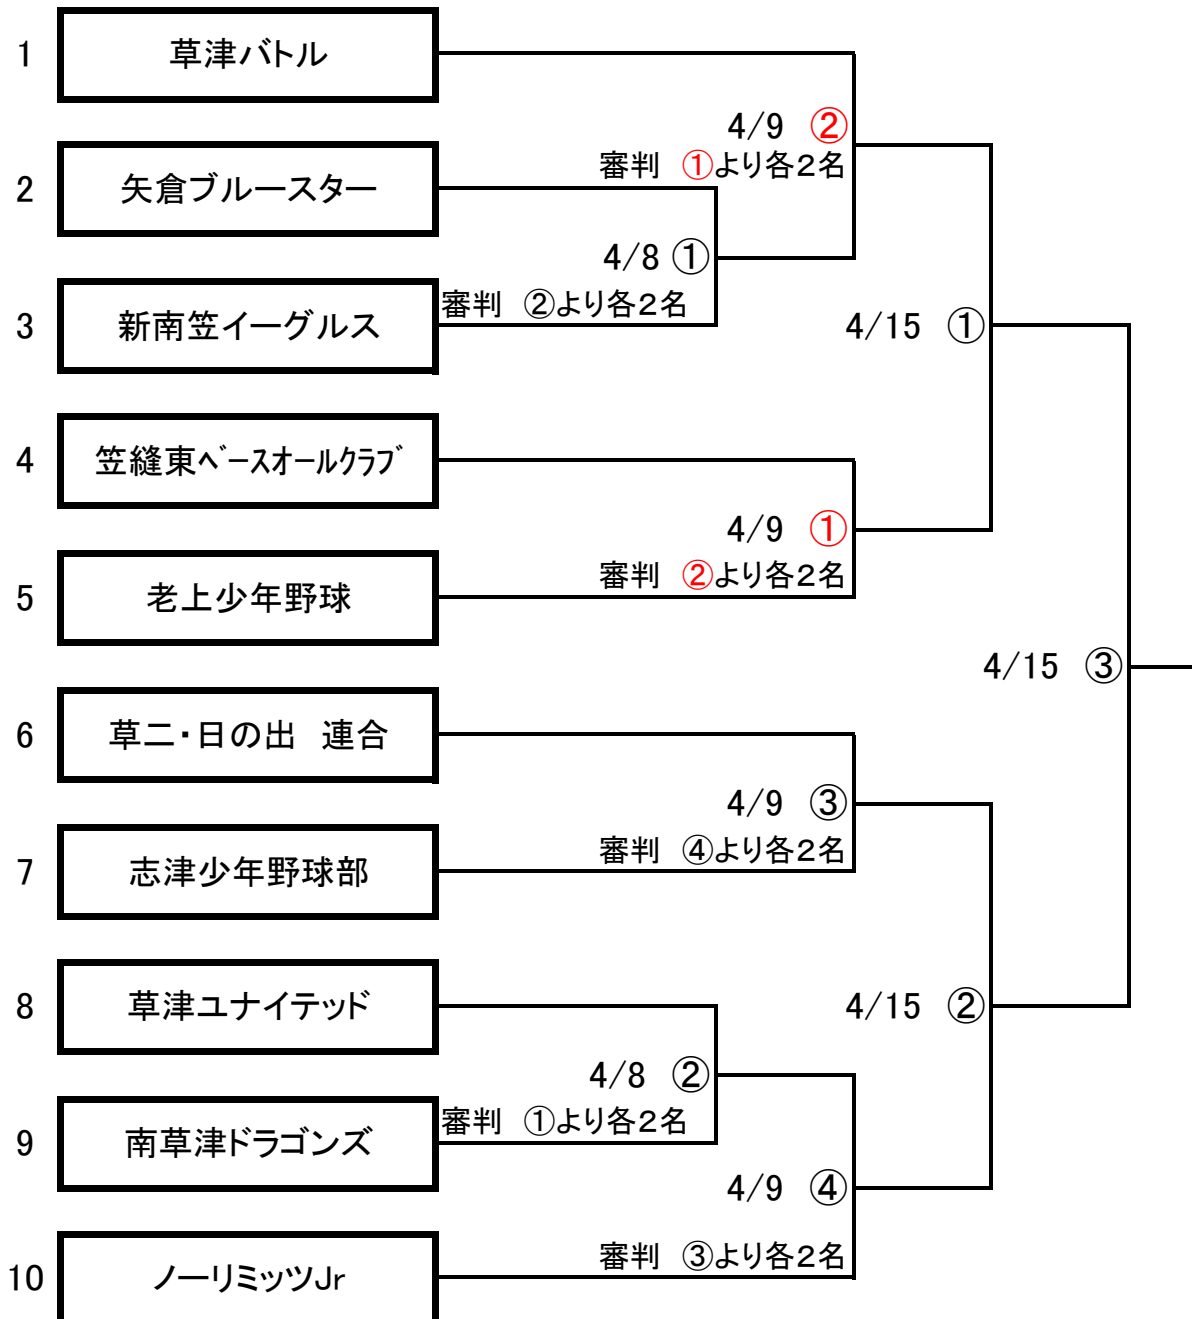 1 草津バトル
4/9 ②
審判 ①より各２名
2 矢倉ブルースター
4/8 ①
3 新南笠イーグルス
審判 ②より各２名
4/15 ①
4 笠縫東ﾍﾞｰｽオｰﾙｸﾗﾌﾞ
4/9 ①
審判 ②より各２名
5 老上少年野球
4/15 ③
6 草二・日の出 連合
4/9 ③
審判 ④より各２名
7 志津少年野球部
8 草津ユナイテッド
4/15 ②
4/8 ②
審判 ①より各２名
9 南草津ドラゴンズ
4/9 ④
審判 ③より各２名
10 ノーリミッツJr